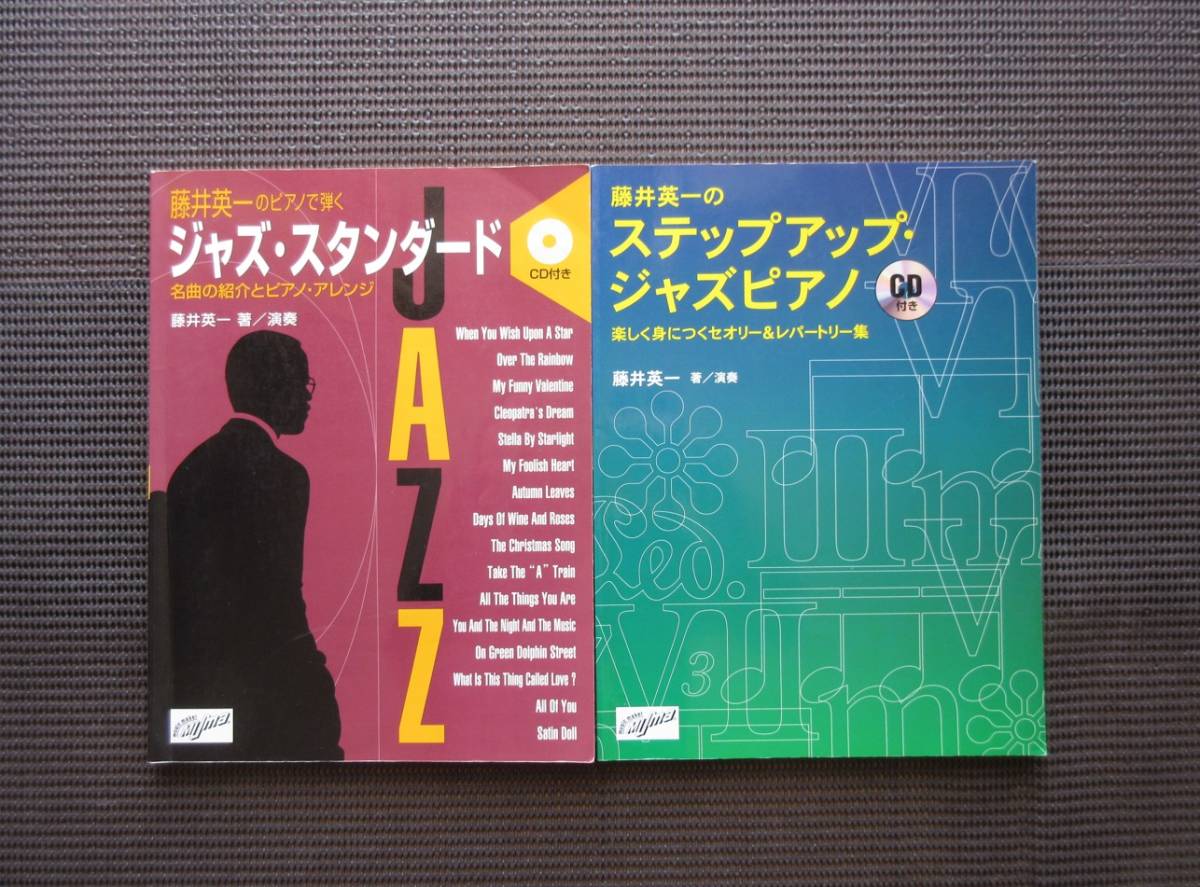 藤井英一のピアノで弾く
ジャズ・スタンダード
名曲の紹介とピアノ・アレンジ
藤井英一 著／演奏
CD付き
JAZZ
When You Wish Upon A Star
Over The Rainbow
My Funny Valentine
Cleopatra's Dream
Stella By Starlight
My Foolish Heart
Autumn Leaves
Days Of Wine And Roses
The Christmas Song
Take The "A" Train
All The Things You Are
You And The Night And The Music
On Green Dolphin Street
What Is This Thing Called Love ?
All Of You
Satin Doll
藤井英一の
ステップアップ・
ジャズピアノ
CD
付き
楽しく身につくセオリー&レパートリー集
藤井英一 著／演奏
VI
IIIm
Ped.
V
3